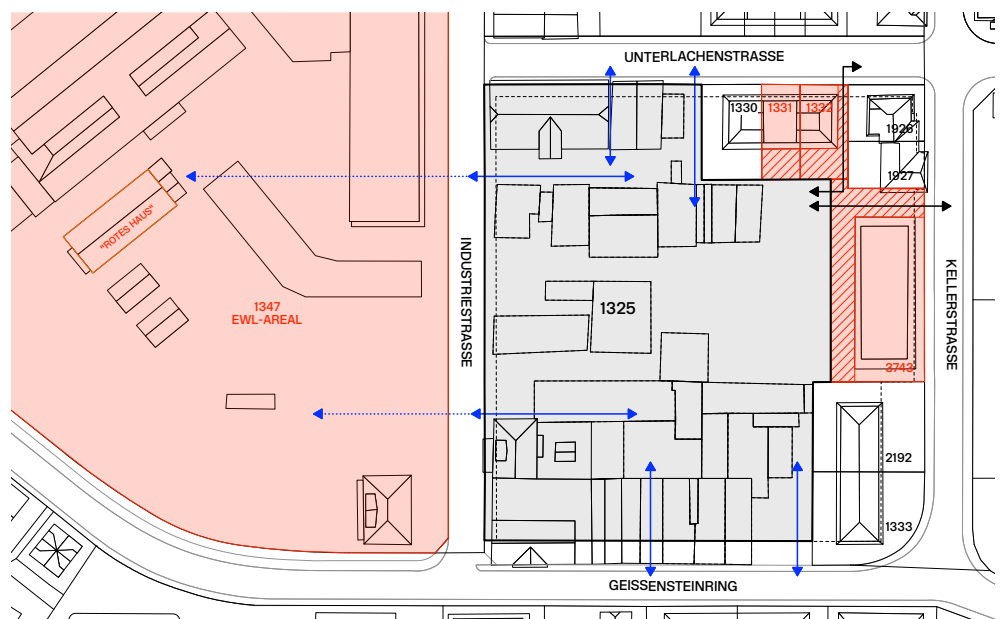 UNTERLACHENSTRASSE
1330
1331
1332
1926
1927
"ROTES HAUS"
1347
EWL-AREAL
INDUSTRIESTRASSE
1325
KELLERSTRASSE
3743
2192
1333
GEISSENSTEINRING